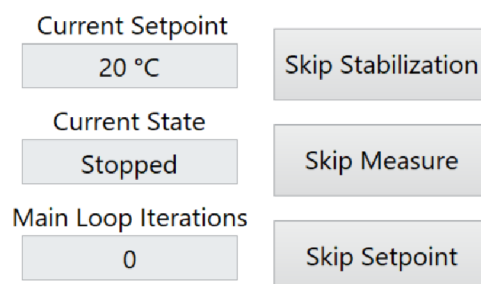 Current Setpoint
20 °C
Skip Stabilization
Current State
Stopped
Skip Measure
Main Loop Iterations
0
Skip Setpoint